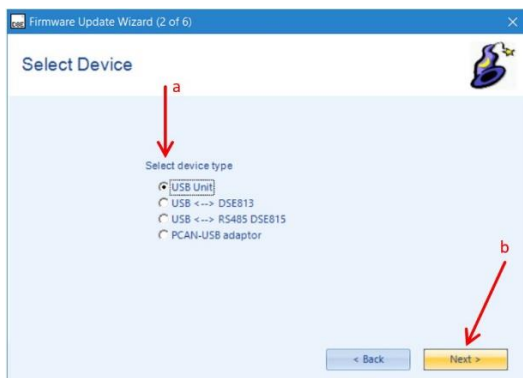 DSE Firmware Update Wizard (2 of 6)
Select Device
a
Select device type
USB Unit
USB <--> DSE813
USB <--> RS485 DSE815
PCAN-USB adaptor
b
< Back
Next >